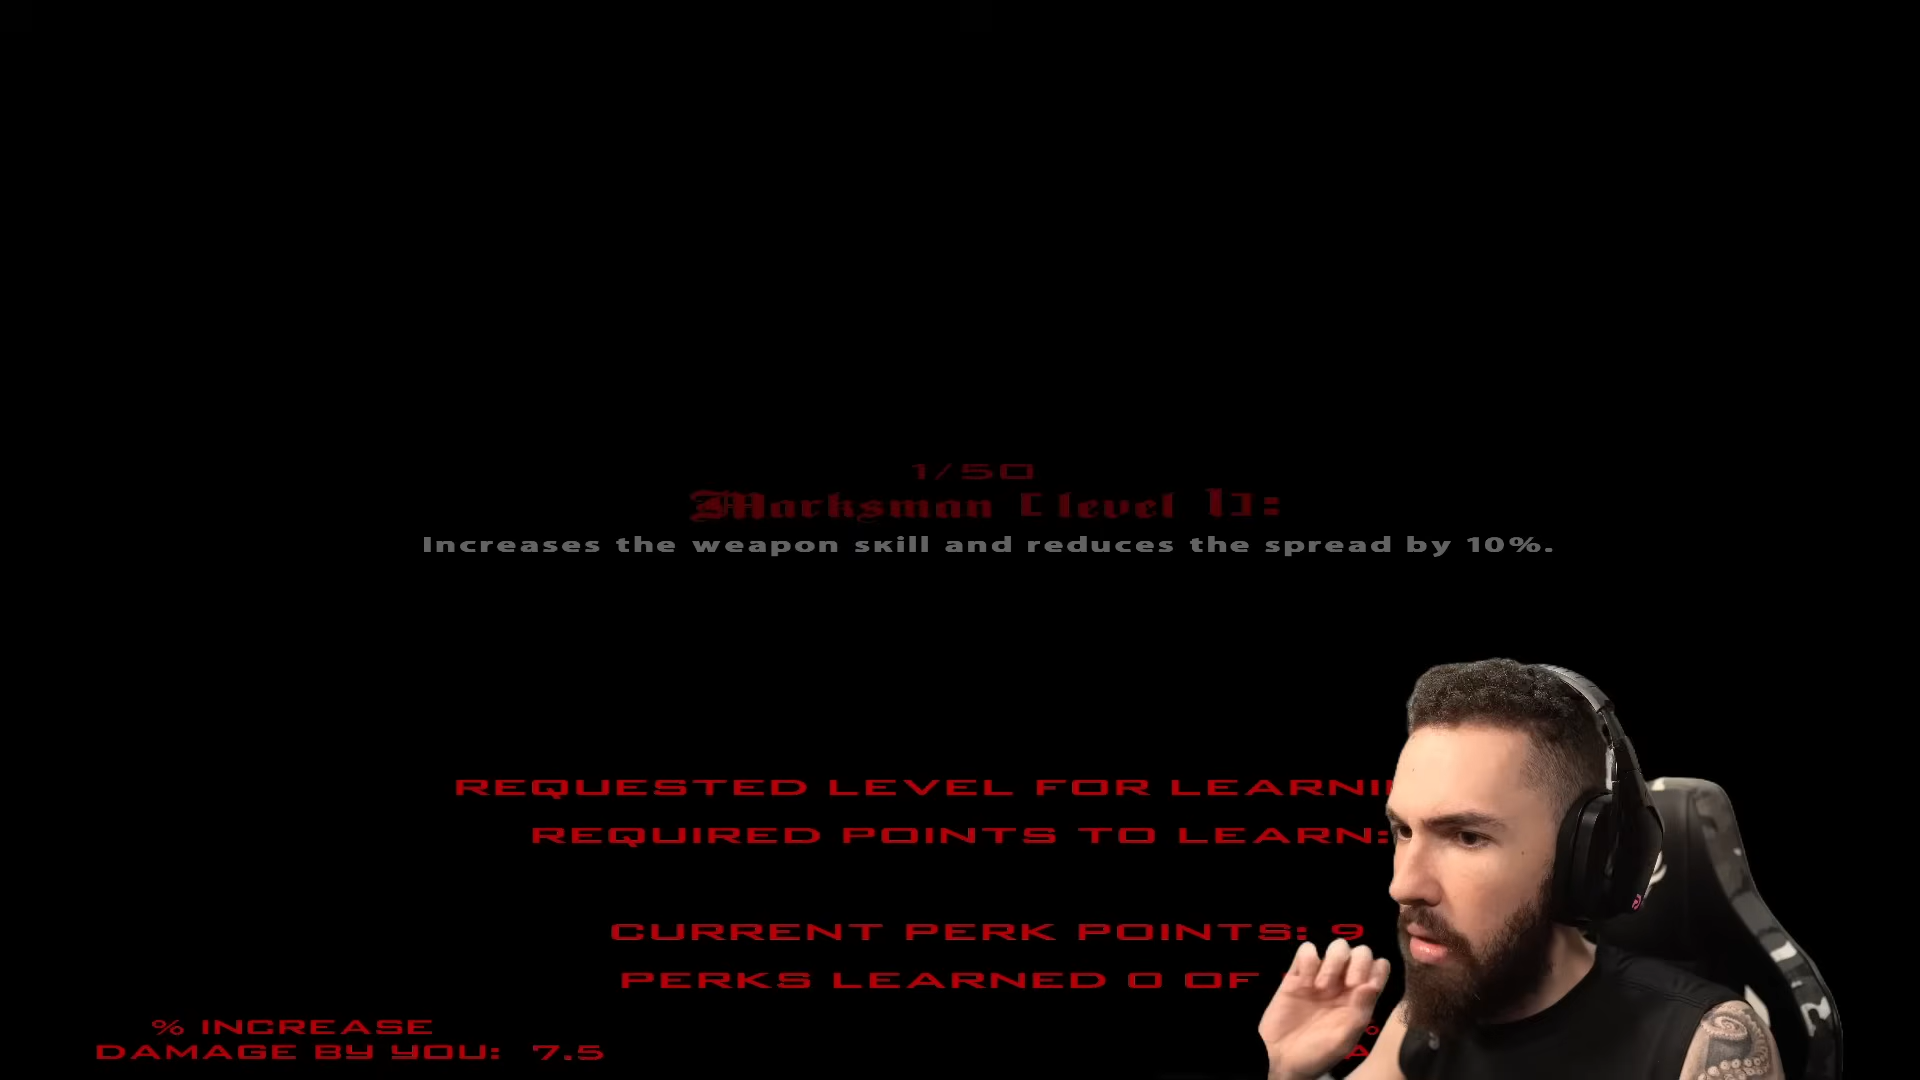 1/50
Marksman [level 1]:
Increases the weapon skill and reduces the spread by 10%.
REQUESTED LEVEL FOR
REQUIRED POINTS TO LEARN:
CURRENT PERK POINTS: 9
PERKS LEARNED 0 OF
% INCREASE
DAMAGE BY YOU: 7.5